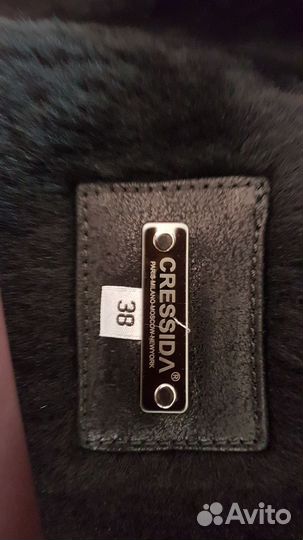 CRESSIDA®
PARIS-MILANO-MOSCOW-NEW YORK
38
Avito